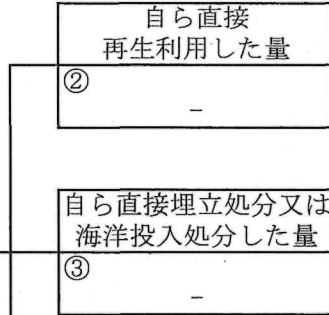 自ら直接
再生利用した量
②
－
自ら直接埋立処分又は
海洋投入処分した量
③
－